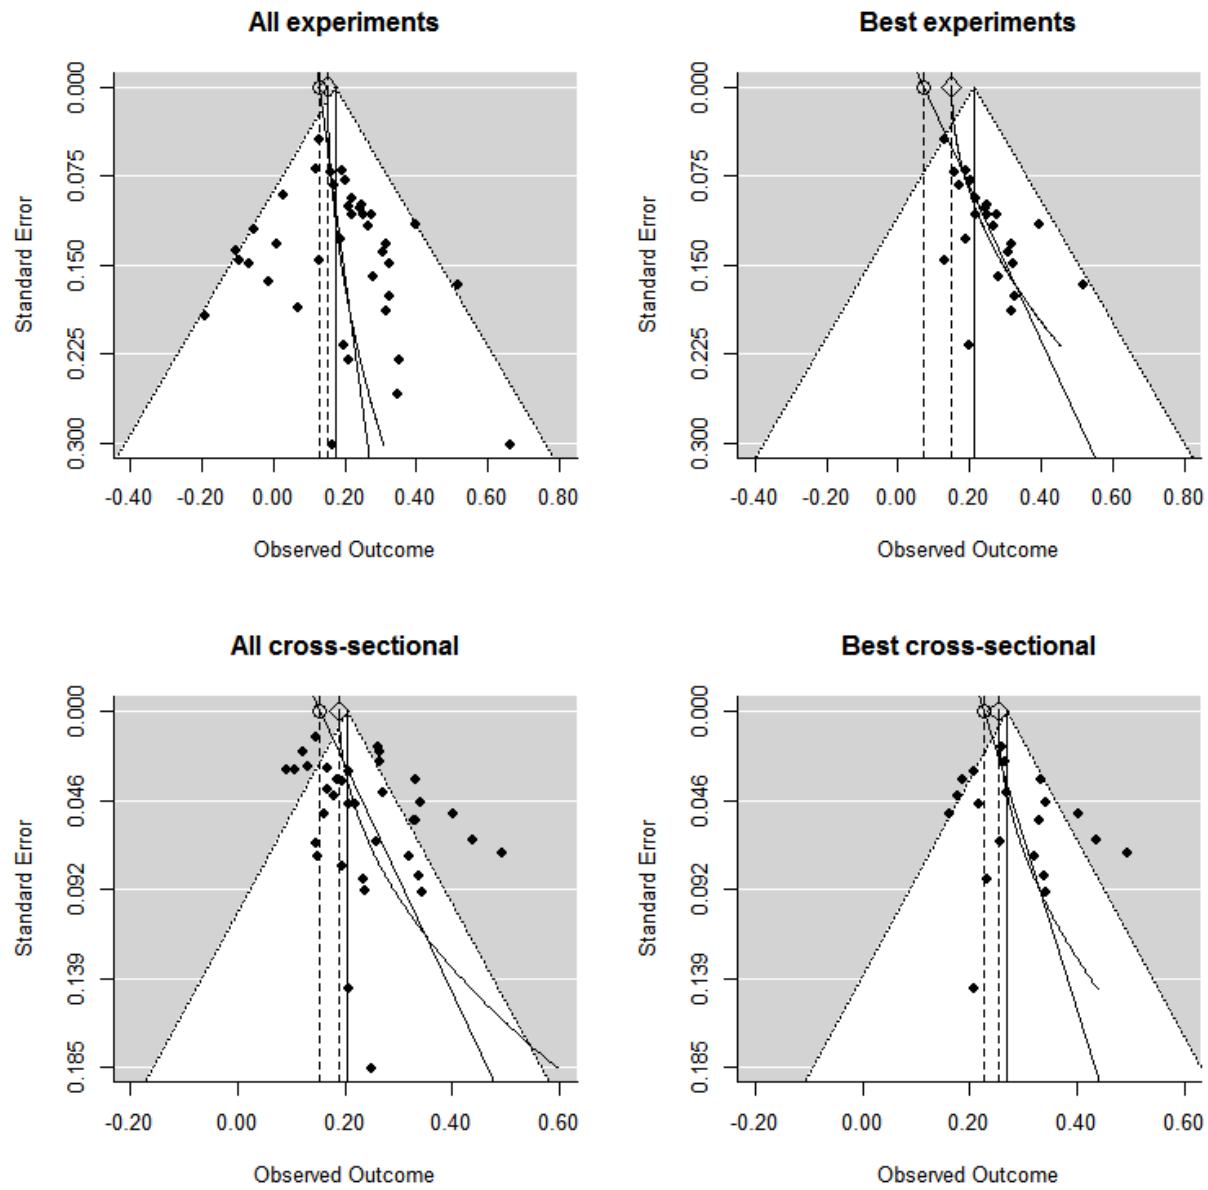 All experiments
0.000
0.075
0.150
0.225
0.300
Standard Error
-0.40 0.00 0.20 0.40 0.60 0.80
Observed Outcome
Best experiments
0.000
0.075
0.150
0.225
0.300
Standard Error
-0.40 -0.20 0.00 0.20 0.40 0.60 0.80
Observed Outcome
All cross-sectional
0.000
0.046
0.092
0.139
0.185
Standard Error
-0.20 0.00 0.20 0.40 0.60
Observed Outcome
Best cross-sectional
0.000
0.046
0.092
0.139
0.185
Standard Error
-0.20 0.00 0.20 0.40 0.60
Observed Outcome